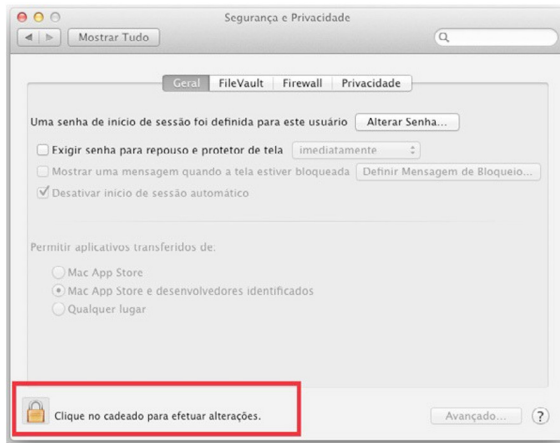 Segurança e Privacidade
Mostrar Tudo
Geral FileVault Firewall Privacidade
Uma senha de início de sessão foi definida para este usuário Alterar Senha...
Exigir senha para repouso e protetor de tela imediatamente
Mostrar uma mensagem quando a tela estiver bloqueada Definir Mensagem de Bloqueio...
Desativar início de sessão automático
Permitir aplicativos transferidos de:
Mac App Store
Mac App Store e desenvolvedores identificados
Qualquer lugar
Clique no cadeado para efetuar alterações. Avançado... ?